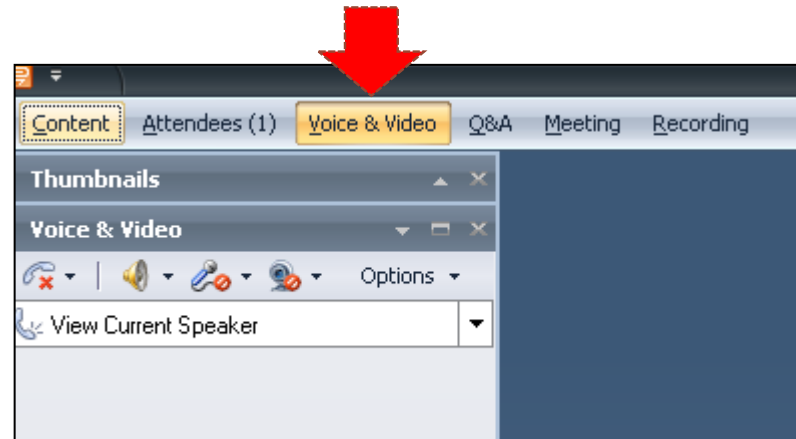 Content Attendees (1) Voice & Video Q&A Meeting Recording
Thumbnails
Voice & Video
Options
View Current Speaker